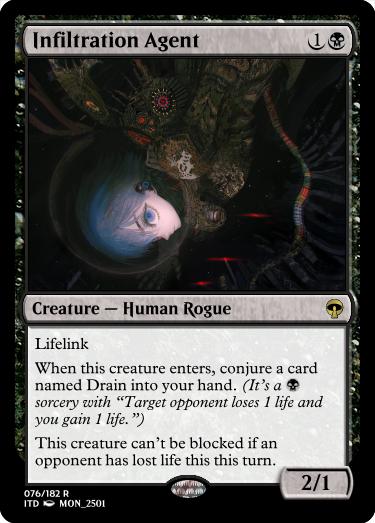 Infiltration Agent 1
Creature — Human Rogue
Lifelink
When this creature enters, conjure a card
named Drain into your hand. (It's a
sorcery with “Target opponent loses 1 life and
you gain 1 life.”)
This creature can't be blocked if an
opponent has lost life this this turn.
2/1
076/182 R
ITD MON_2501